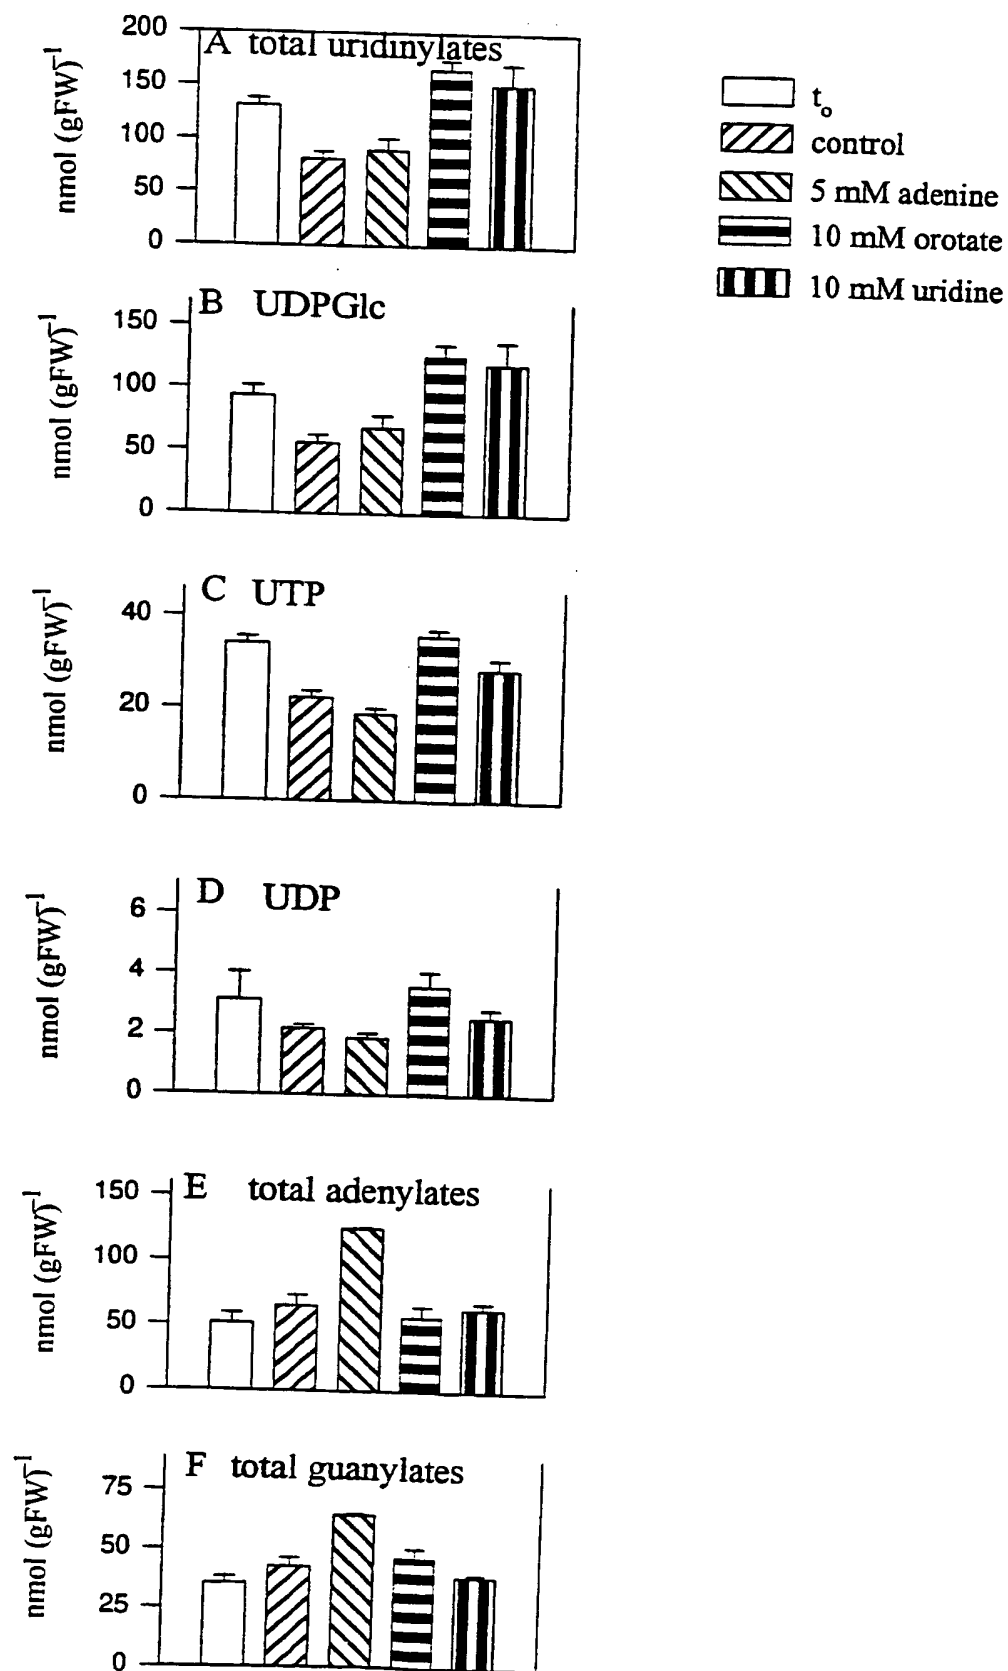 A total uridinylates
nmol (gFW)⁻¹
200
150
100
50
0
t₀
control
5 mM adenine
10 mM orotate
10 mM uridine
B UDPGlc
nmol (gFW)⁻¹
150
100
50
0
C UTP
nmol (gFW)⁻¹
40
20
0
D UDP
nmol (gFW)⁻¹
6
4
2
0
E total adenylates
nmol (gFW)⁻¹
150
100
50
0
F total guanylates
nmol (gFW)⁻¹
75
50
25
0